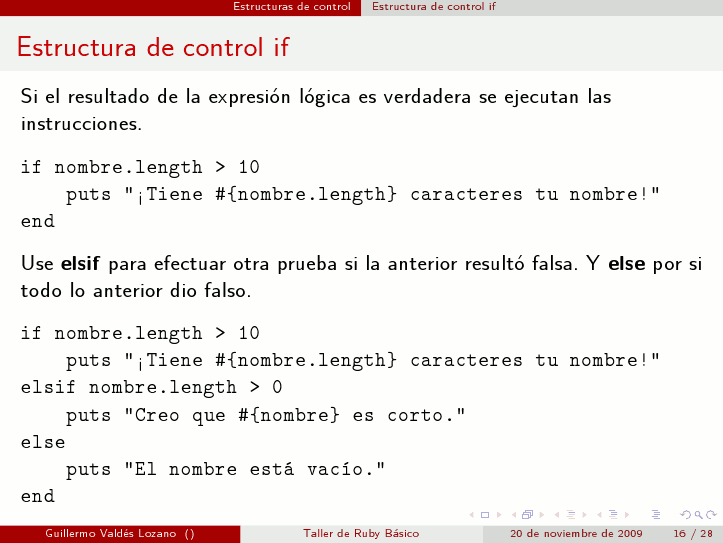 Estructuras de control Estructura de control if
Estructura de control if
Si el resultado de la expresión lógica es verdadera se ejecutan las
instrucciones.
if nombre.length > 10
    puts "¡Tiene #{nombre.length} caracteres tu nombre!"
end
Use elsif para efectuar otra prueba si la anterior resultó falsa. Y else por si
todo lo anterior dio falso.
if nombre.length > 10
    puts "¡Tiene #{nombre.length} caracteres tu nombre!"
elsif nombre.length > 0
    puts "Creo que #{nombre} es corto."
else
    puts "El nombre está vacío."
end
Guillermo Valdés Lozano () Taller de Ruby Básico 20 de noviembre de 2009 16 / 28